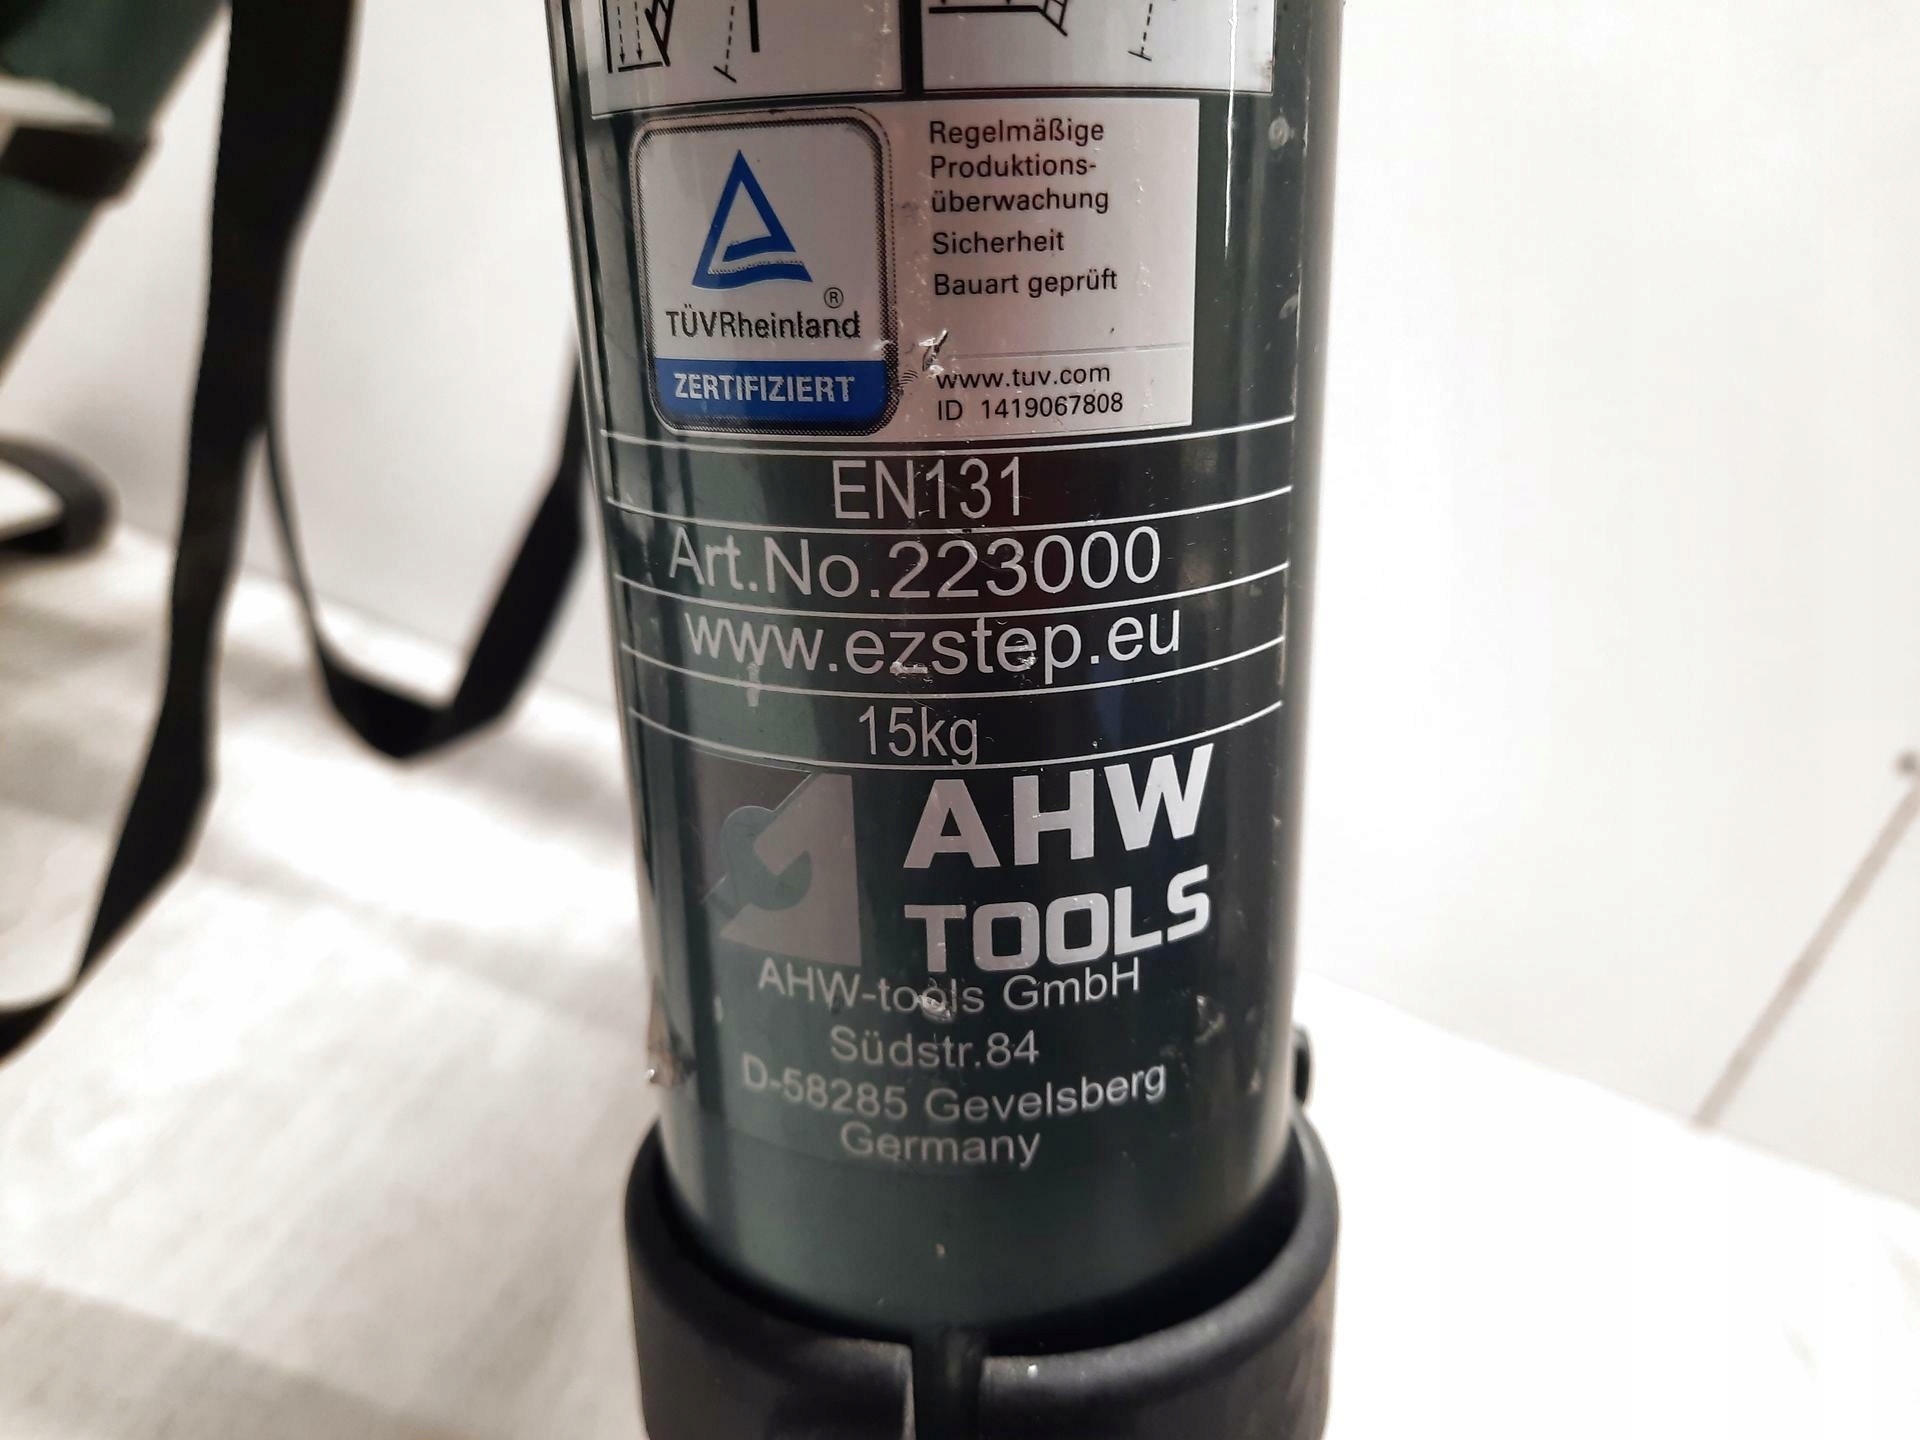 ®
TÜVRheinland
ZERTIFIZIERT
Regelmäßige
Produktions-
überwachung
Sicherheit
Bauart geprüft
www.tuv.com
ID 1419067808
EN131
Art.No.223000
www.ezstep.eu
15kg
AHW
TOOLS
AHW-tools GmbH
Südstr.84
D-58285 Gevelsberg
Germany